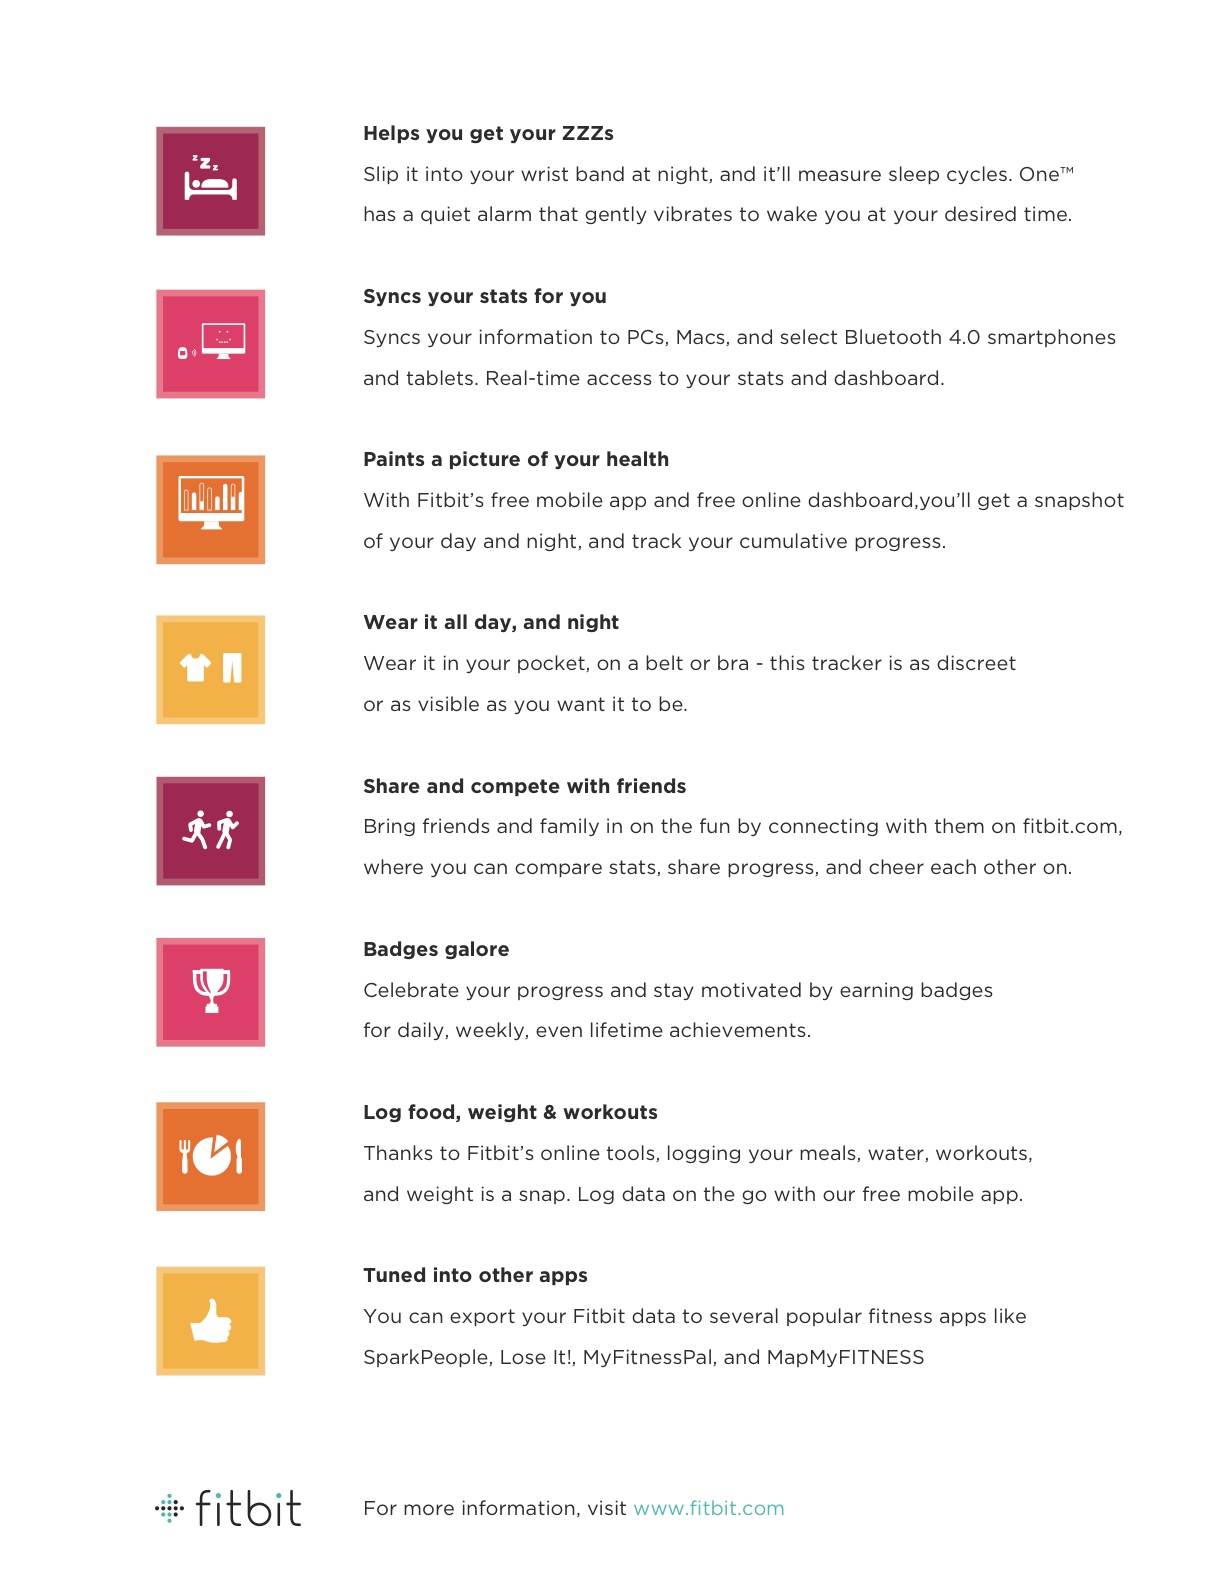 Helps you get your ZZZs
Slip it into your wrist band at night, and it’ll measure sleep cycles. One™
has a quiet alarm that gently vibrates to wake you at your desired time.
Syncs your stats for you
Syncs your information to PCs, Macs, and select Bluetooth 4.0 smartphones
and tablets. Real-time access to your stats and dashboard.
Paints a picture of your health
With Fitbit’s free mobile app and free online dashboard,you’ll get a snapshot
of your day and night, and track your cumulative progress.
Wear it all day, and night
Wear it in your pocket, on a belt or bra - this tracker is as discreet
or as visible as you want it to be.
Share and compete with friends
Bring friends and family in on the fun by connecting with them on fitbit.com,
where you can compare stats, share progress, and cheer each other on.
Badges galore
Celebrate your progress and stay motivated by earning badges
for daily, weekly, even lifetime achievements.
Log food, weight & workouts
Thanks to Fitbit’s online tools, logging your meals, water, workouts,
and weight is a snap. Log data on the go with our free mobile app.
Tuned into other apps
You can export your Fitbit data to several popular fitness apps like
SparkPeople, Lose It!, MyFitnessPal, and MapMyFITNESS
fitbit
For more information, visit www.fitbit.com